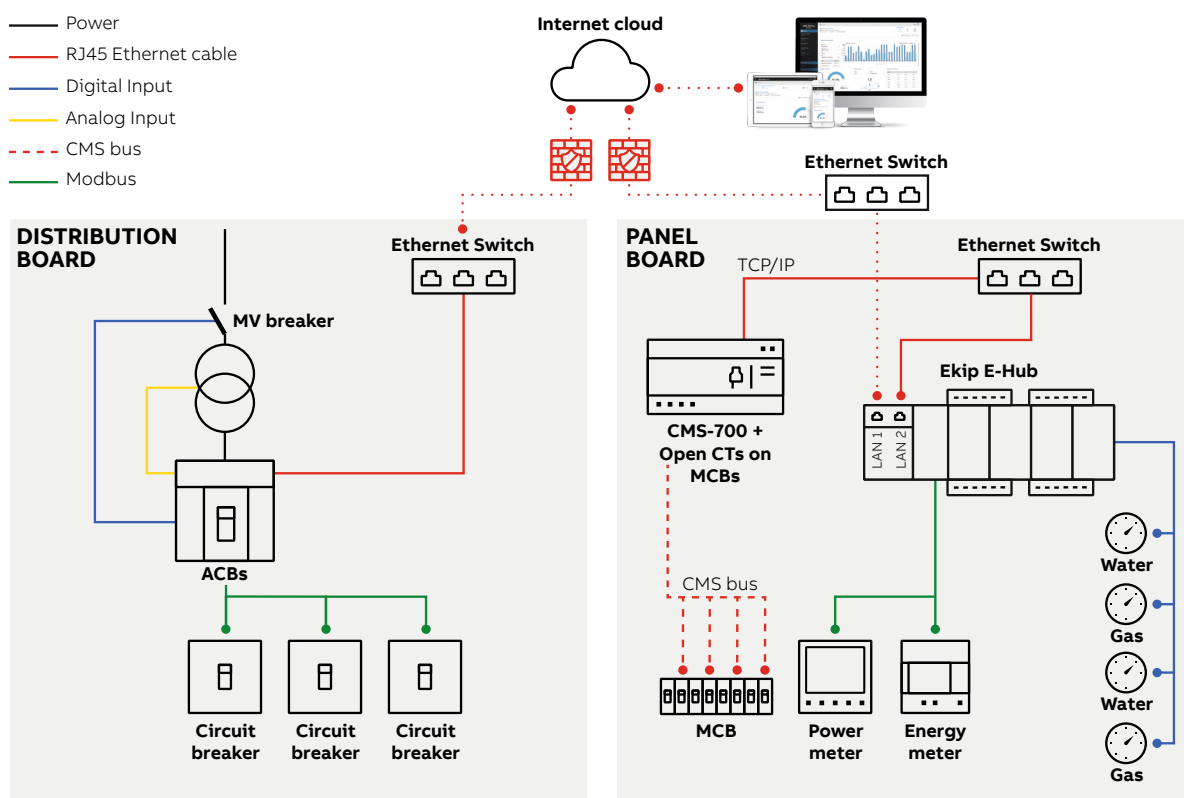 Power
RJ45 Ethernet cable
Digital Input
Analog Input
CMS bus
Modbus
Internet cloud
Ethernet Switch
DISTRIBUTION
BOARD
Ethernet Switch
MV breaker
ACBs
Circuit
breaker
Circuit
breaker
Circuit
breaker
PANEL
BOARD
Ethernet Switch
TCP/IP
CMS-700 +
Open CTs on
MCBs
Ekip E-Hub
LAN 1
LAN 2
CMS bus
MCB
Power
meter
Energy
meter
Water
Gas
Water
Gas